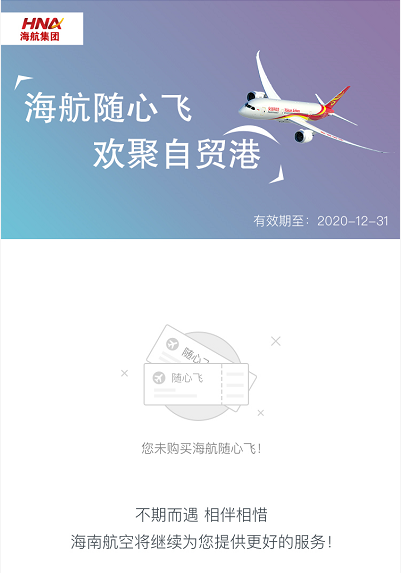 HNA
海航集团
海航随心飞
欢聚自贸港
有效期至：2020-12-31
随心飞
随心飞
您未购买海航随心飞！
不期而遇 相伴相惜
海南航空将继续为您提供更好的服务！